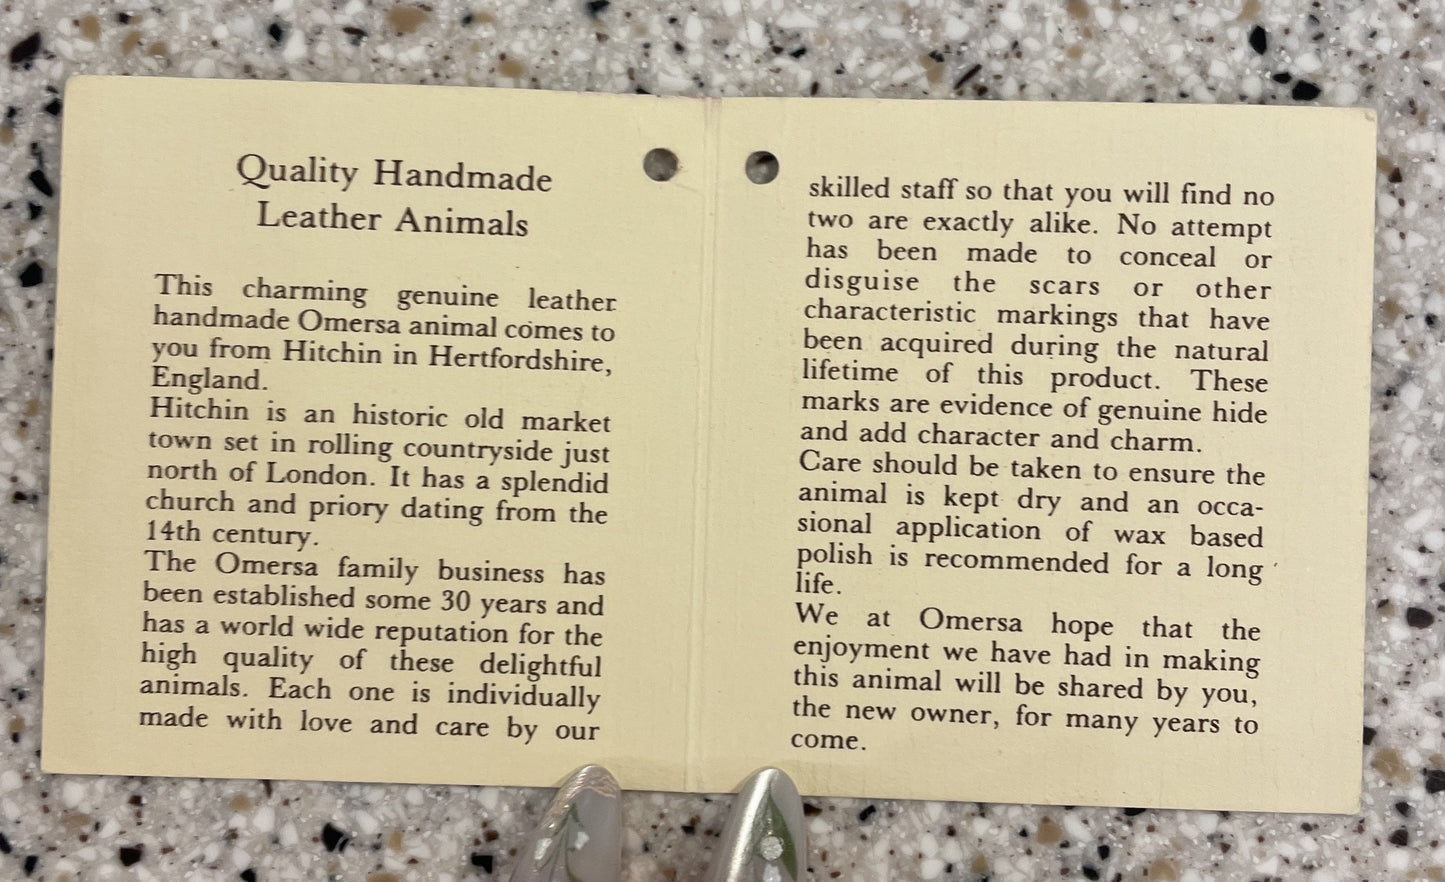 Quality Handmade
Leather Animals
This charming genuine leather
handmade Omersa animal comes to
you from Hitchin in Hertfordshire,
England.
Hitchin is an historic old market
town set in rolling countryside just
north of London. It has a splendid
church and priory dating from the
14th century.
The Omersa family business has
been established some 30 years and
has a world wide reputation for the
high quality of these delightful
animals. Each one is individually
made with love and care by our
skilled staff so that you will find no
two are exactly alike. No attempt
has been made to conceal or
disguise the scars or other
characteristic markings that have
been acquired during the natural
lifetime of this product. These
marks are evidence of genuine hide
and add character and charm.
Care should be taken to ensure the
animal is kept dry and an occa-
sional application of wax based
polish is recommended for a long
life.
We at Omersa hope that the
enjoyment we have had in making
this animal will be shared by you,
the new owner, for many years to
come.